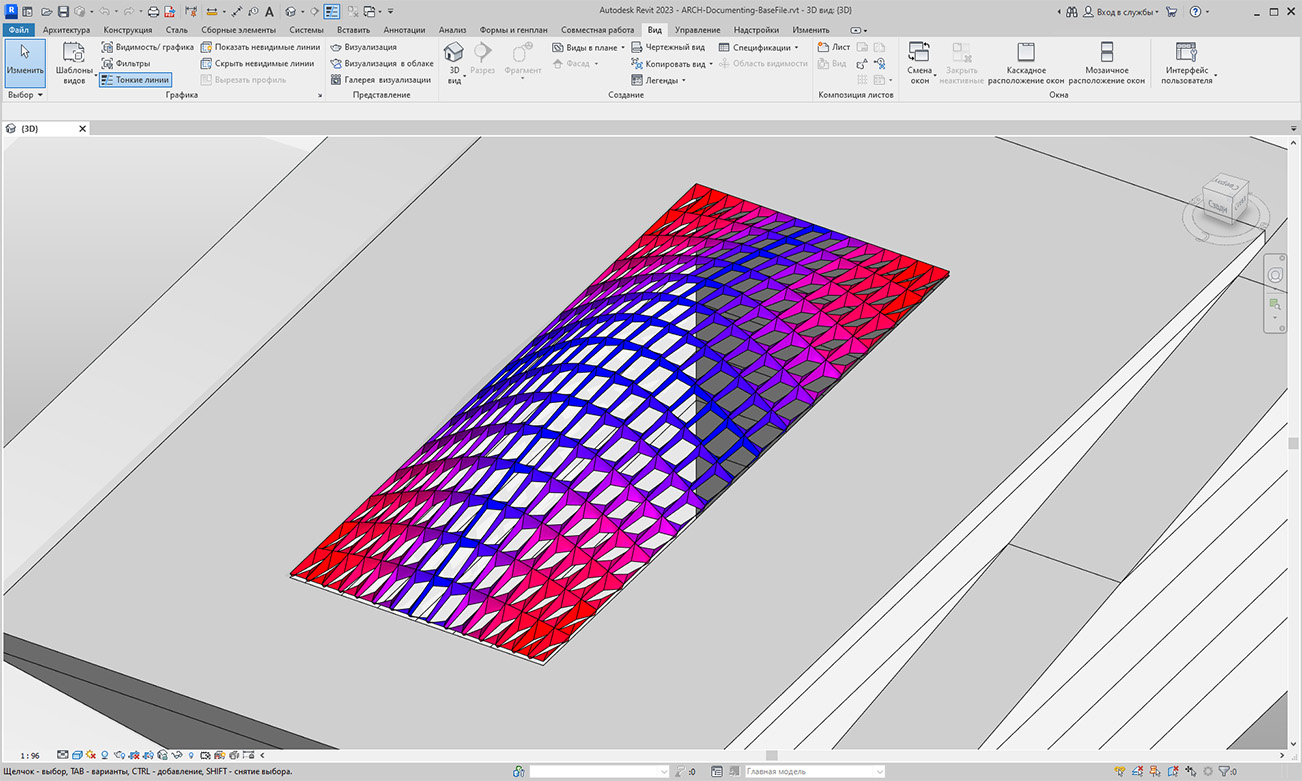 Autodesk Revit 2023 - ARCH-Documenting-BaseFile.rvt - 3D вид: {3D}
Вход в службы
Файл Архитектура Конструкция Сталь Сборные элементы Системы Вставить Аннотации Анализ Формы и генплан Совместная работа Вид Управление Надстройки Изменить
Изменить
Выбор
Шаблоны видов
Видимость/ графика
Фильтры
Тонкие линии
Показать невидимые линии
Скрыть невидимые линии
Вырезать профиль
Графика
Визуализация
Визуализация в облаке
Галерея визуализации
Представление
3D вид
Разрез
Фрагмент
Виды в плане
Фасад
Чертежный вид
Копировать вид
Легенды
Спецификации
Область видимости
Создание
Лист
Вид
Композиция листов
Смена окон
Закрыть неактивные
Каскадное расположение окон
Мозаичное расположение окон
Окна
Интерфейс пользователя
{3D}
1 : 96
Щелчок - выбор, TAB - варианты, CTRL - добавление, SHIFT - снятие выбора.
:0
Главная модель
:0